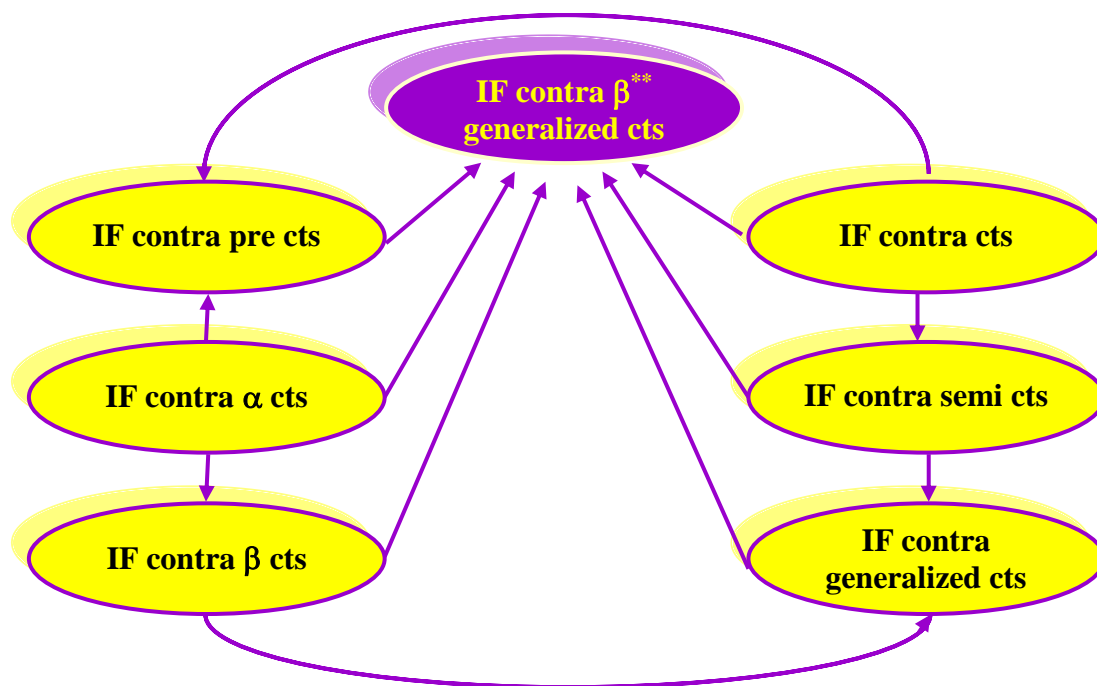 IF contra β**
generalized cts
IF contra pre cts
IF contra cts
IF contra α cts
IF contra semi cts
IF contra β cts
IF contra
generalized cts